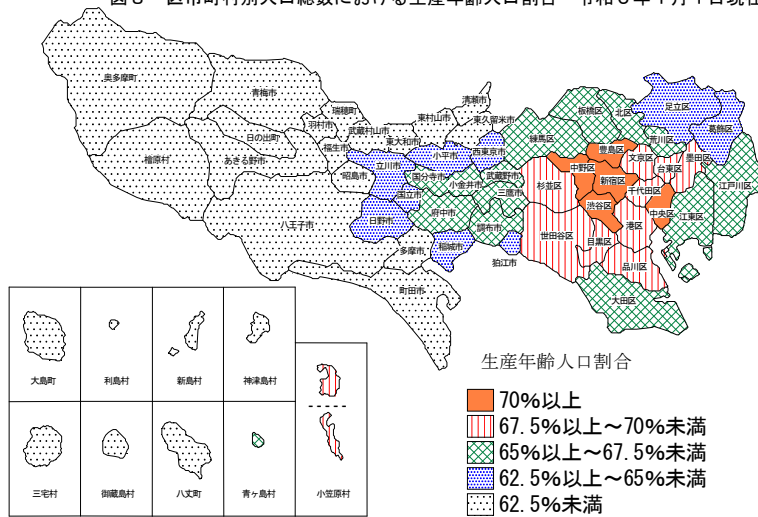 区市町村別人口総数における生産年齢人口割合
奥多摩町
青梅市
瑞穂町
羽村市
日の出町
福生市
武蔵村山市
東大和市
東村山市
清瀬市
東久留米市
檜原村
あきる野市
昭島市
立川市
小平市
西東京市
国分寺市
小金井市
武蔵野市
三鷹市
国立市
八王子市
日野市
府中市
調布市
多摩市
稲城市
狛江市
町田市
練馬区
板橋区
北区
足立区
葛飾区
荒川区
豊島区
文京区
台東区
墨田区
江戸川区
中野区
新宿区
千代田区
杉並区
渋谷区
中央区
江東区
港区
世田谷区
目黒区
品川区
大田区
大島町
利島村
新島村
神津島村
三宅村
御蔵島村
八丈町
青ヶ島村
小笠原村
生産年齢人口割合
70%以上
67.5%以上～70%未満
65%以上～67.5%未満
62.5%以上～65%未満
62.5%未満